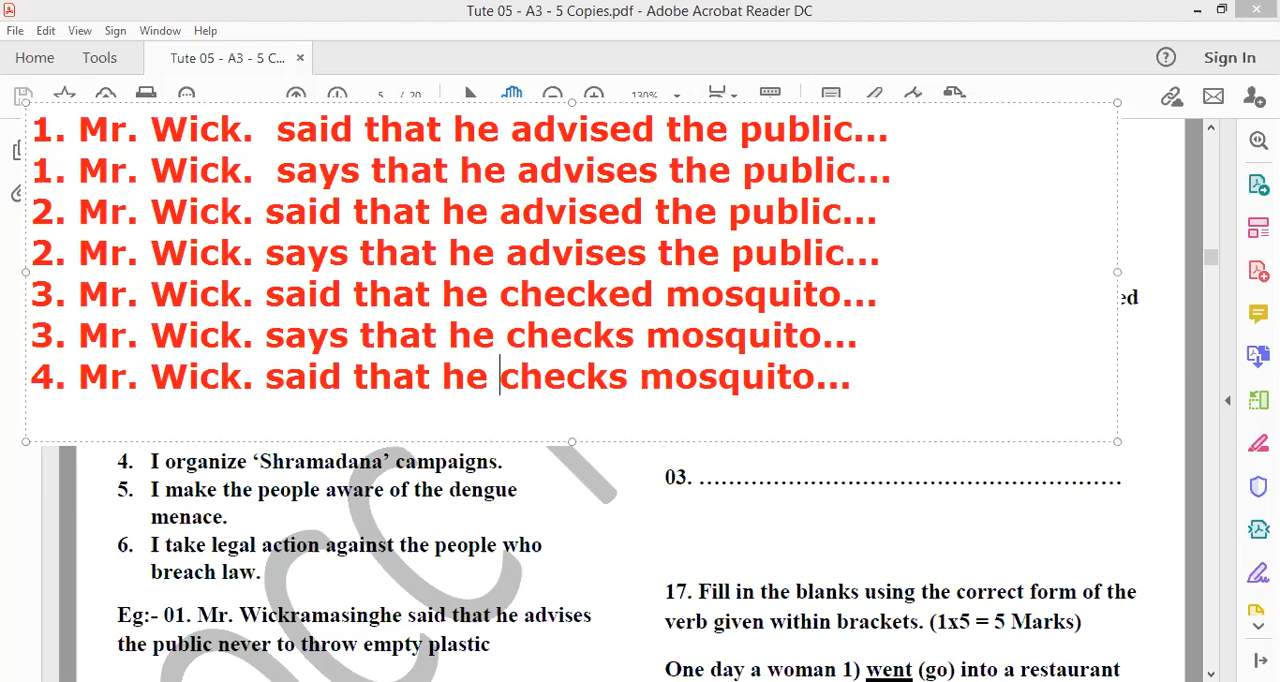 Tute 05 - A3 - 5 Copies.pdf - Adobe Acrobat Reader DC
File Edit View Sign Window Help
Home Tools Tute 05 - A3 - 5 C... × Sign In
5 / 20 130%
1. Mr. Wick.  said that he advised the public...
1. Mr. Wick.  says that he advises the public...
2. Mr. Wick. said that he advised the public...
2. Mr. Wick. says that he advises the public...
3. Mr. Wick. said that he checked mosquito...
3. Mr. Wick. says that he checks mosquito...
4. Mr. Wick. said that he checks mosquito...
ed
4. I organize ‘Shramadana’ campaigns.
5. I make the people aware of the dengue
menace.
6. I take legal action against the people who
breach law.
Eg:- 01. Mr. Wickramasinghe said that he advises
the public never to throw empty plastic
03. ........................................................
17. Fill in the blanks using the correct form of the
verb given within brackets. (1x5 = 5 Marks)
One day a woman 1) went (go) into a restaurant